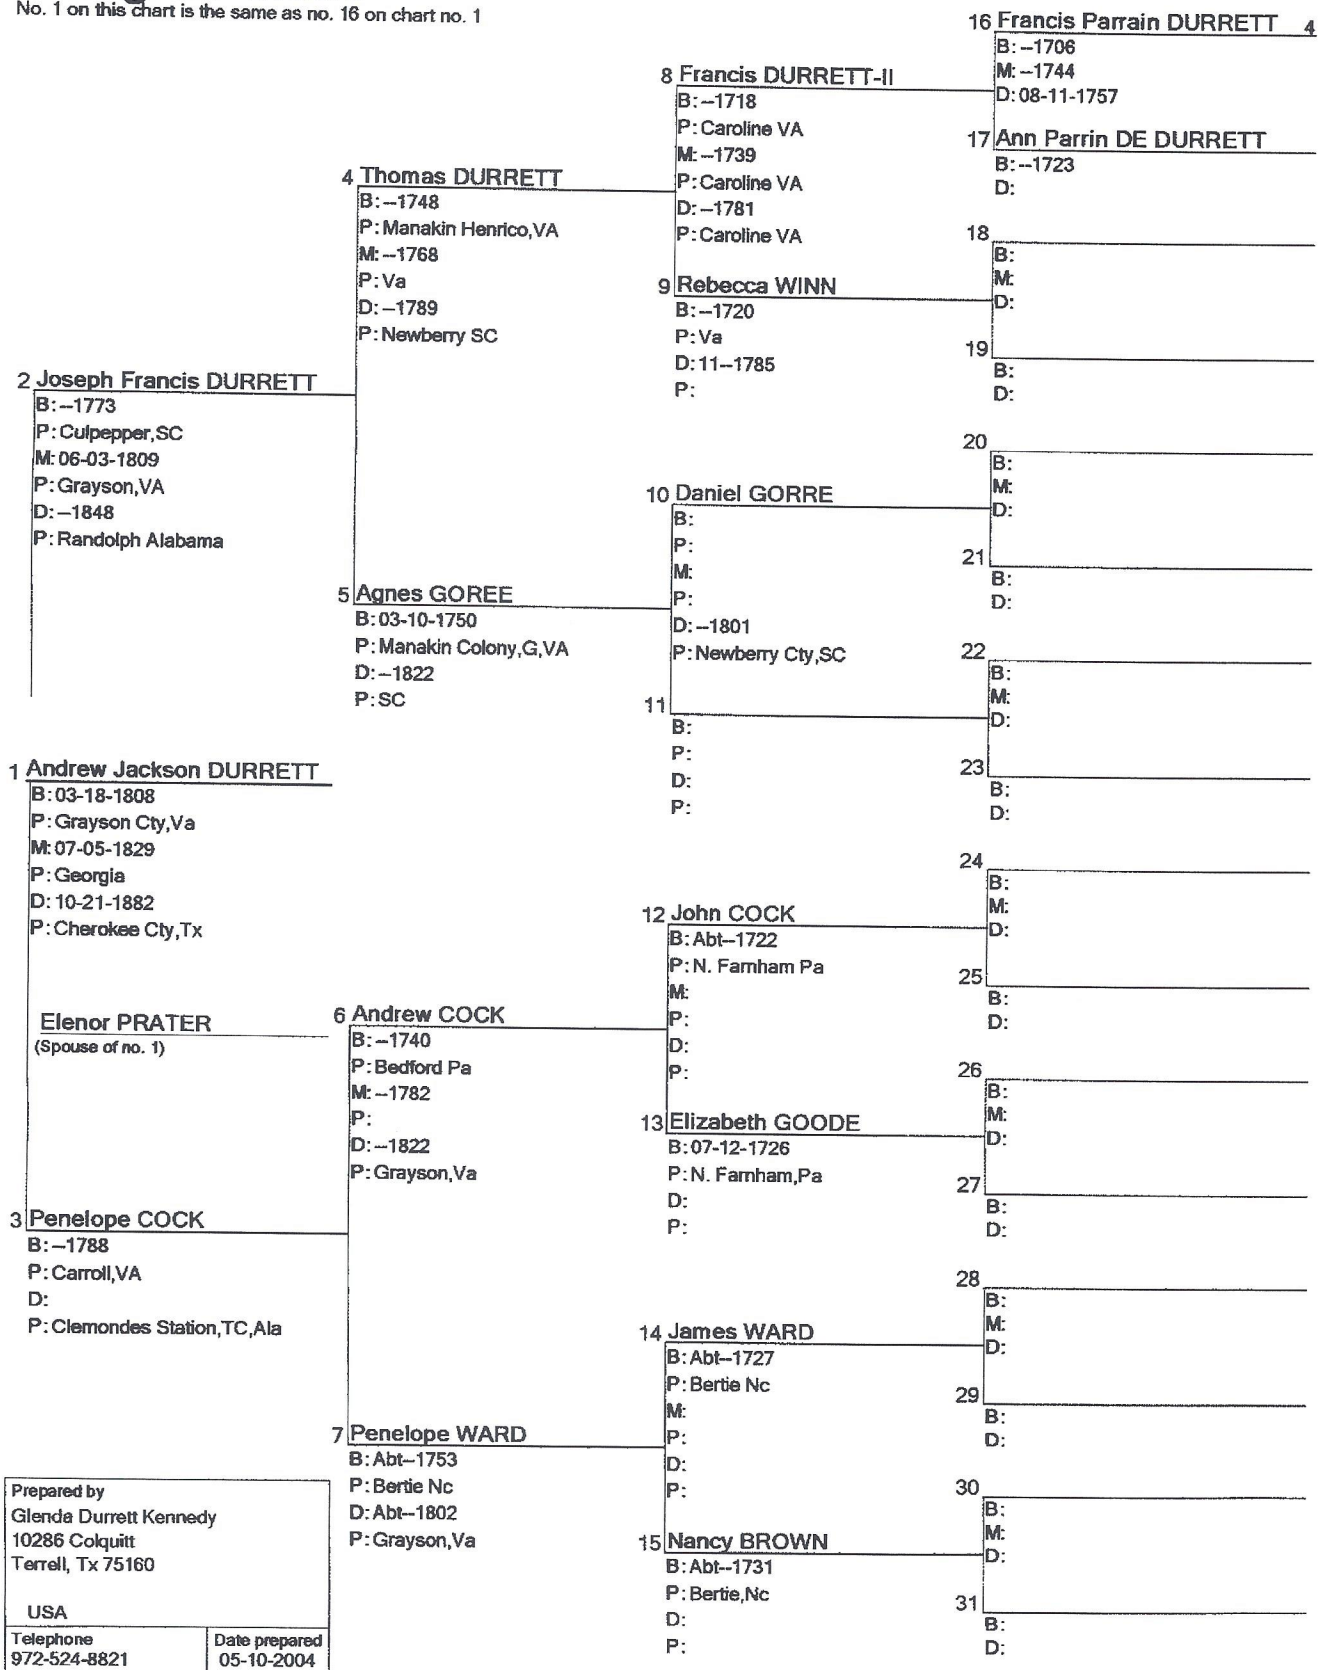 No. 1 on this chart is the same as no. 16 on chart no. 1
16 Francis Parrain DURRETT 4
B:--1706
M:--1744
D:08-11-1757
8 Francis DURRETT-II
B:--1718
P:Caroline VA
M:--1739
P:Caroline VA
D:--1781
P:Caroline VA
17 Ann Parrin DE DURRETT
B:--1723
D:
4 Thomas DURRETT
B:--1748
P:Manakin Henrico,VA
M:--1768
P:Va
D:--1789
P:Newberry SC
18
B:
M:
D:
9 Rebecca WINN
B:--1720
P:Va
D:11--1785
P:
19
B:
D:
2 Joseph Francis DURRETT
B:--1773
P:Culpepper,SC
M:06-03-1809
P:Grayson,VA
D:--1848
P:Randolph Alabama
20
B:
M:
D:
10 Daniel GORRE
B:
P:
M:
P:
D:--1801
P:Newberry Cty,SC
21
B:
D:
5 Agnes GOREE
B:03-10-1750
P:Manakin Colony,G,VA
D:--1822
P:SC
22
B:
M:
D:
11
B:
P:
D:
P:
23
B:
D:
1 Andrew Jackson DURRETT
B:03-18-1808
P:Grayson Cty,Va
M:07-05-1829
P:Georgia
D:10-21-1882
P:Cherokee Cty,Tx
24
B:
M:
D:
12 John COCK
B:Abt--1722
P:N. Farnham Pa
M:
P:
D:
P:
25
B:
D:
Elenor PRATER
(Spouse of no. 1)
6 Andrew COCK
B:--1740
P:Bedford Pa
M:--1782
P:
D:--1822
P:Grayson,Va
26
B:
M:
D:
13 Elizabeth GOODE
B:07-12-1726
P:N. Farnham,Pa
D:
P:
27
B:
D:
3 Penelope COCK
B:--1788
P:Carroll,VA
D:
P:Clemondes Station,TC,Ala
28
B:
M:
D:
14 James WARD
B:Abt--1727
P:Bertie Nc
M:
P:
D:
P:
29
B:
D:
7 Penelope WARD
B:Abt--1753
P:Bertie Nc
D:Abt--1802
P:Grayson,Va
30
B:
M:
D:
15 Nancy BROWN
B:Abt--1731
P:Bertie,Nc
D:
P:
31
B:
D:
Prepared by
Glenda Durrett Kennedy
10286 Colquitt
Terrell, Tx 75160
USA
Telephone
972-524-8821
Date prepared
05-10-2004